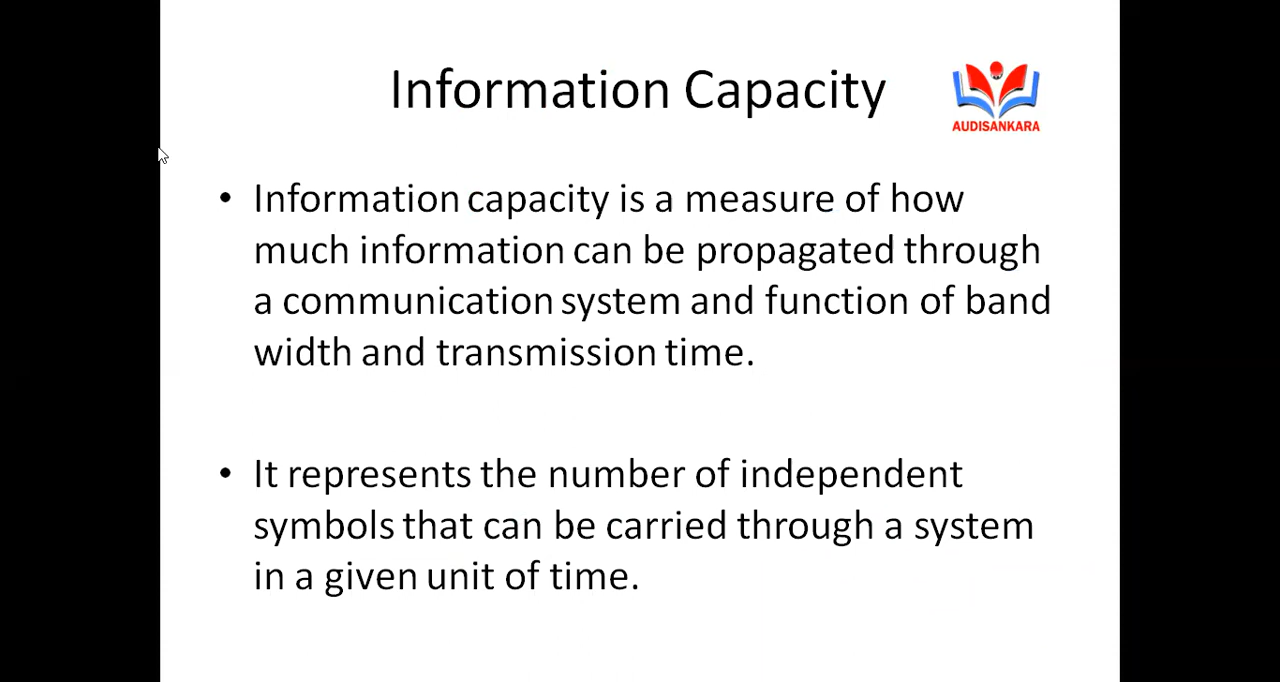 Information Capacity
AUDISANKARA
• Information capacity is a measure of how
much information can be propagated through
a communication system and function of band
width and transmission time.
• It represents the number of independent
symbols that can be carried through a system
in a given unit of time.